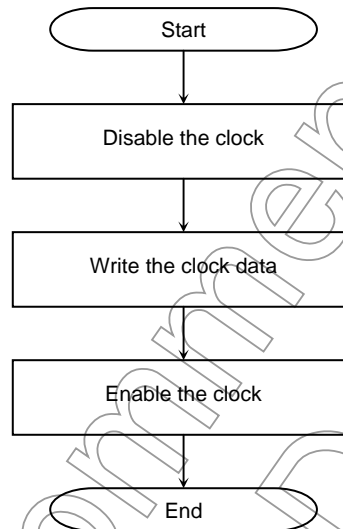 Start
Disable the clock
Write the clock data
Enable the clock
End